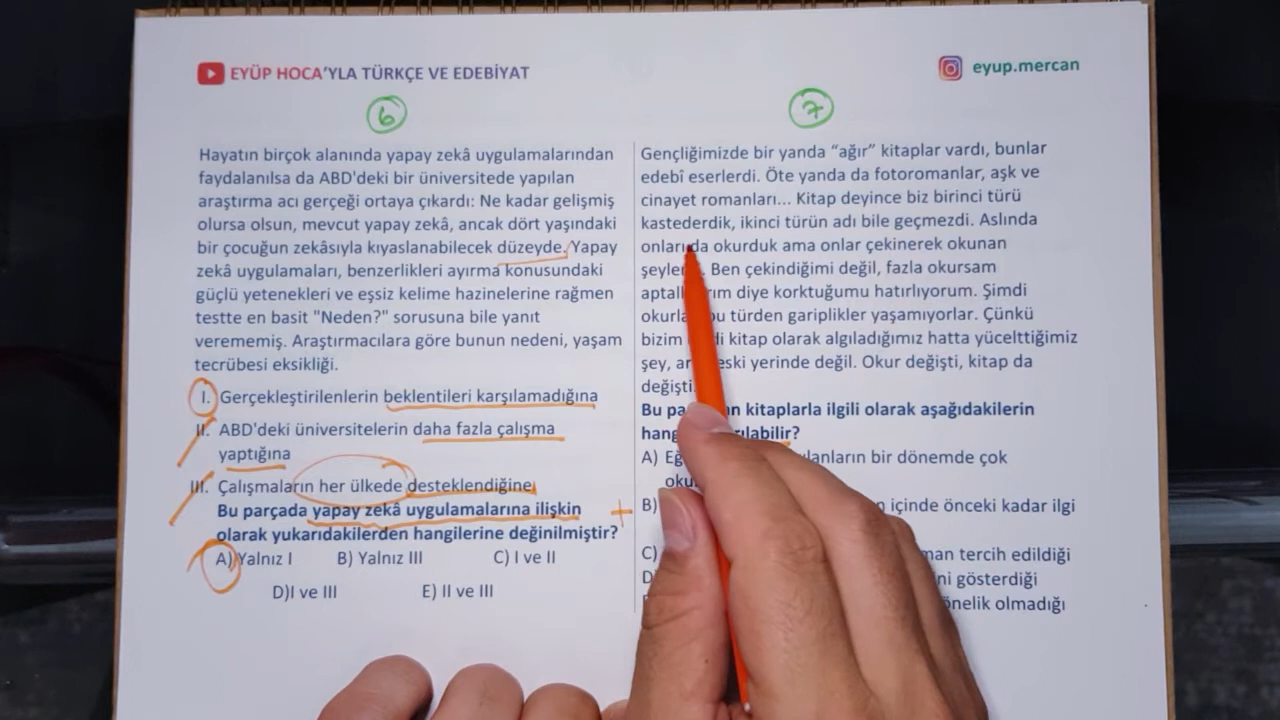 EYÜP HOCA'YLA TÜRKÇE VE EDEBİYAT
eyup.mercan
6
Hayatın birçok alanında yapay zekâ uygulamalarından
faydalanılsa da ABD'deki bir üniversitede yapılan
araştırma acı gerçeği ortaya çıkardı: Ne kadar gelişmiş
olursa olsun, mevcut yapay zekâ, ancak dört yaşındaki
bir çocuğun zekâsıyla kıyaslanabilecek düzeyde. Yapay
zekâ uygulamaları, benzerlikleri ayırma konusundaki
güçlü yetenekleri ve eşsiz kelime hazinelerine rağmen
testte en basit "Neden?" sorusuna bile yanıt
verememiş. Araştırmacılara göre bunun nedeni, yaşam
tecrübesi eksikliği.
I. Gerçekleştirilenlerin beklentileri karşılamadığına
II. ABD'deki üniversitelerin daha fazla çalışma
yaptığına
III. Çalışmaların her ülkede desteklendiğine
Bu parçada yapay zekâ uygulamalarına ilişkin
olarak yukarıdakilerden hangilerine değinilmiştir?
A) Yalnız I B) Yalnız III C) I ve II
D)I ve III E) II ve III
7
Gençliğimizde bir yanda “ağır” kitaplar vardı, bunlar
edebî eserlerdi. Öte yanda da fotoromanlar, aşk ve
cinayet romanları... Kitap deyince biz birinci türü
kastederdik, ikinci türün adı bile geçmezdi. Aslında
onları da okurduk ama onlar çekinerek okunan
Ben çekindiğimi değil, fazla okursam
diye korktuğumu hatırlıyorum. Şimdi
bu türden gariplikler yaşamıyorlar. Çünkü
bizim kitap olarak algıladığımız hatta yücelttiğimiz
şey, eski yerinde değil. Okur değişti, kitap da
değişti.
Bu kitaplarla ilgili olarak aşağıdakilerin
A) bir dönemde çok
B) içinde önceki kadar ilgi
C) tercih edildiği
D) gösterdiği
olmadığı